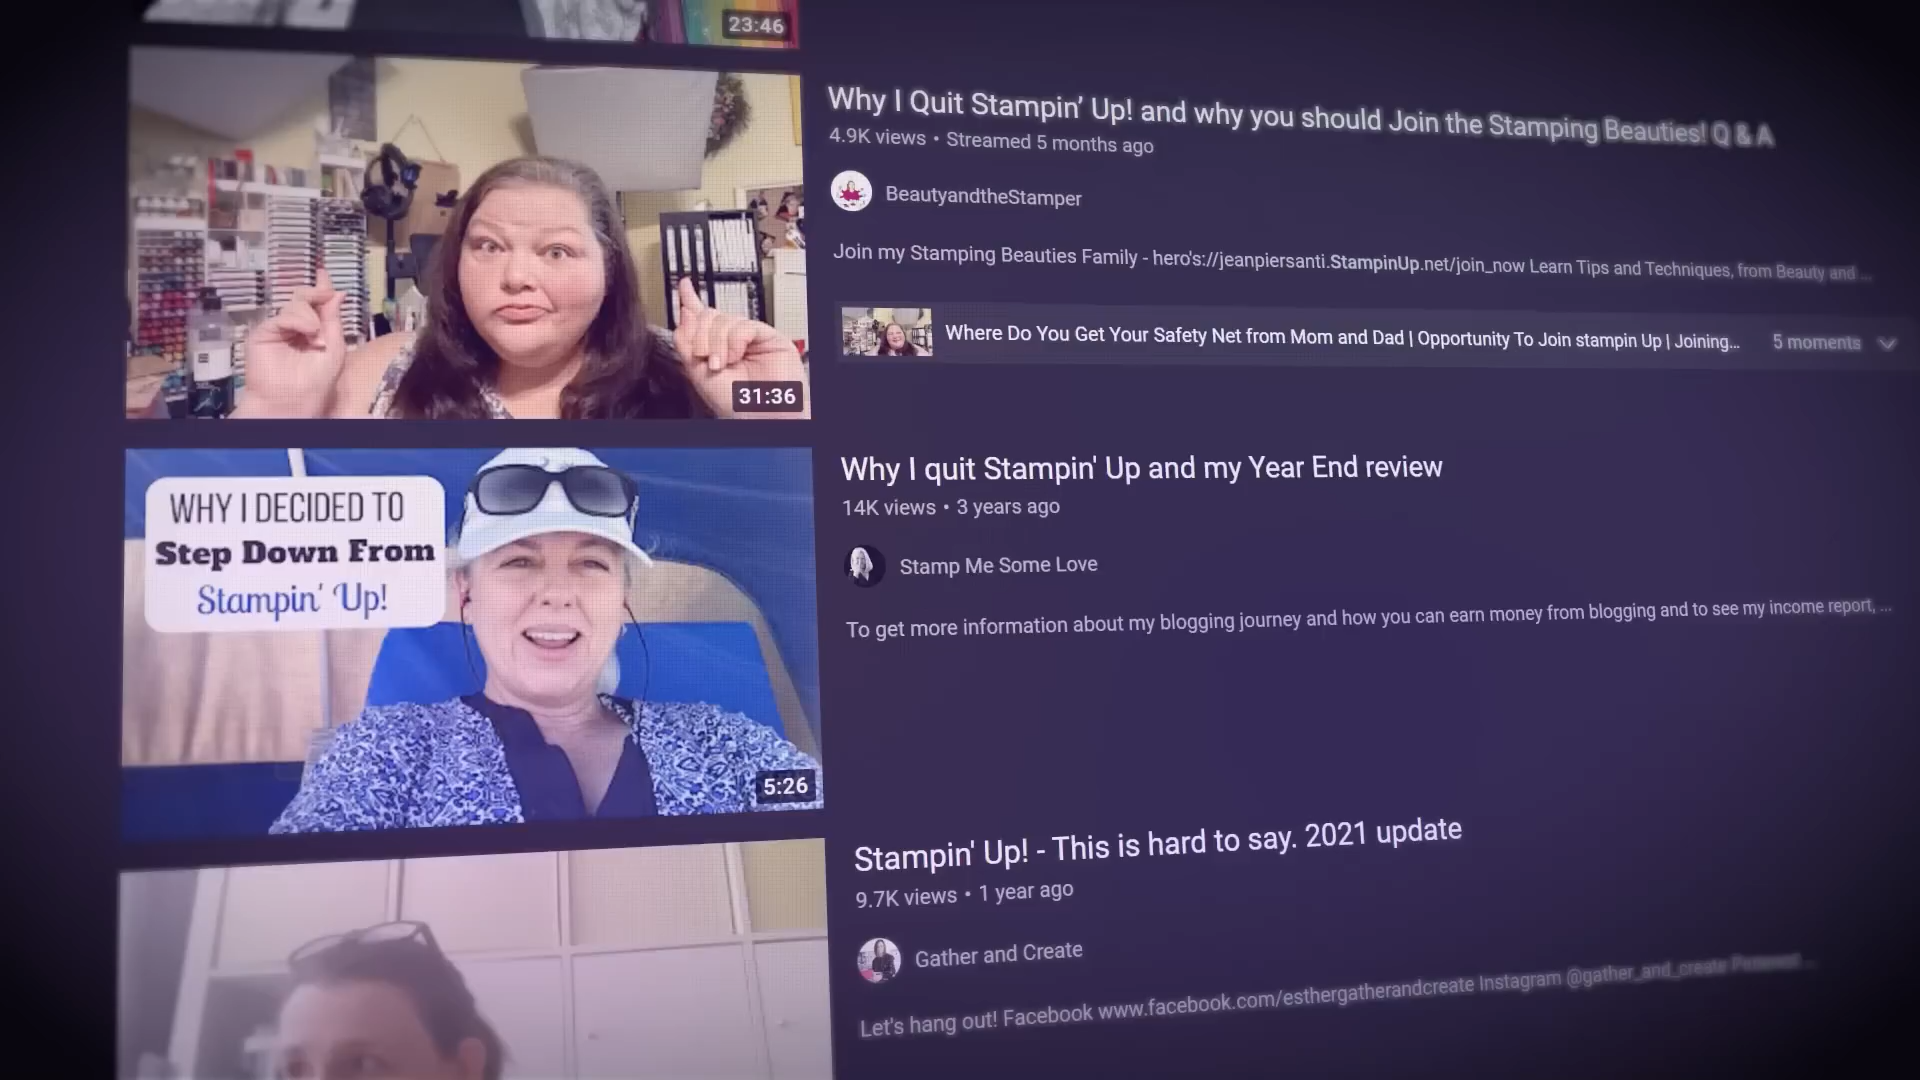 23:46
Why I Quit Stampin' Up! and why you should Join the Stamping Beauties! Q & A
4.9K views • Streamed 5 months ago
BeautyandtheStamper
Join my Stamping Beauties Family - hero's://jeanpiersanti.StampinUp.net/join_now Learn Tips and Techniques, from Beauty and ...
Where Do You Get Your Safety Net from Mom and Dad | Opportunity To Join stampin Up | Joining...
5 moments
31:36
WHY I DECIDED TO
Step Down From
Stampin' Up!
5:26
Why I quit Stampin' Up and my Year End review
14K views • 3 years ago
Stamp Me Some Love
To get more information about my blogging journey and how you can earn money from blogging and to see my income report, ...
Stampin' Up! - This is hard to say. 2021 update
9.7K views • 1 year ago
Gather and Create
Let's hang out! Facebook www.facebook.com/esthergatherandcreate Instagram @gather_and_create